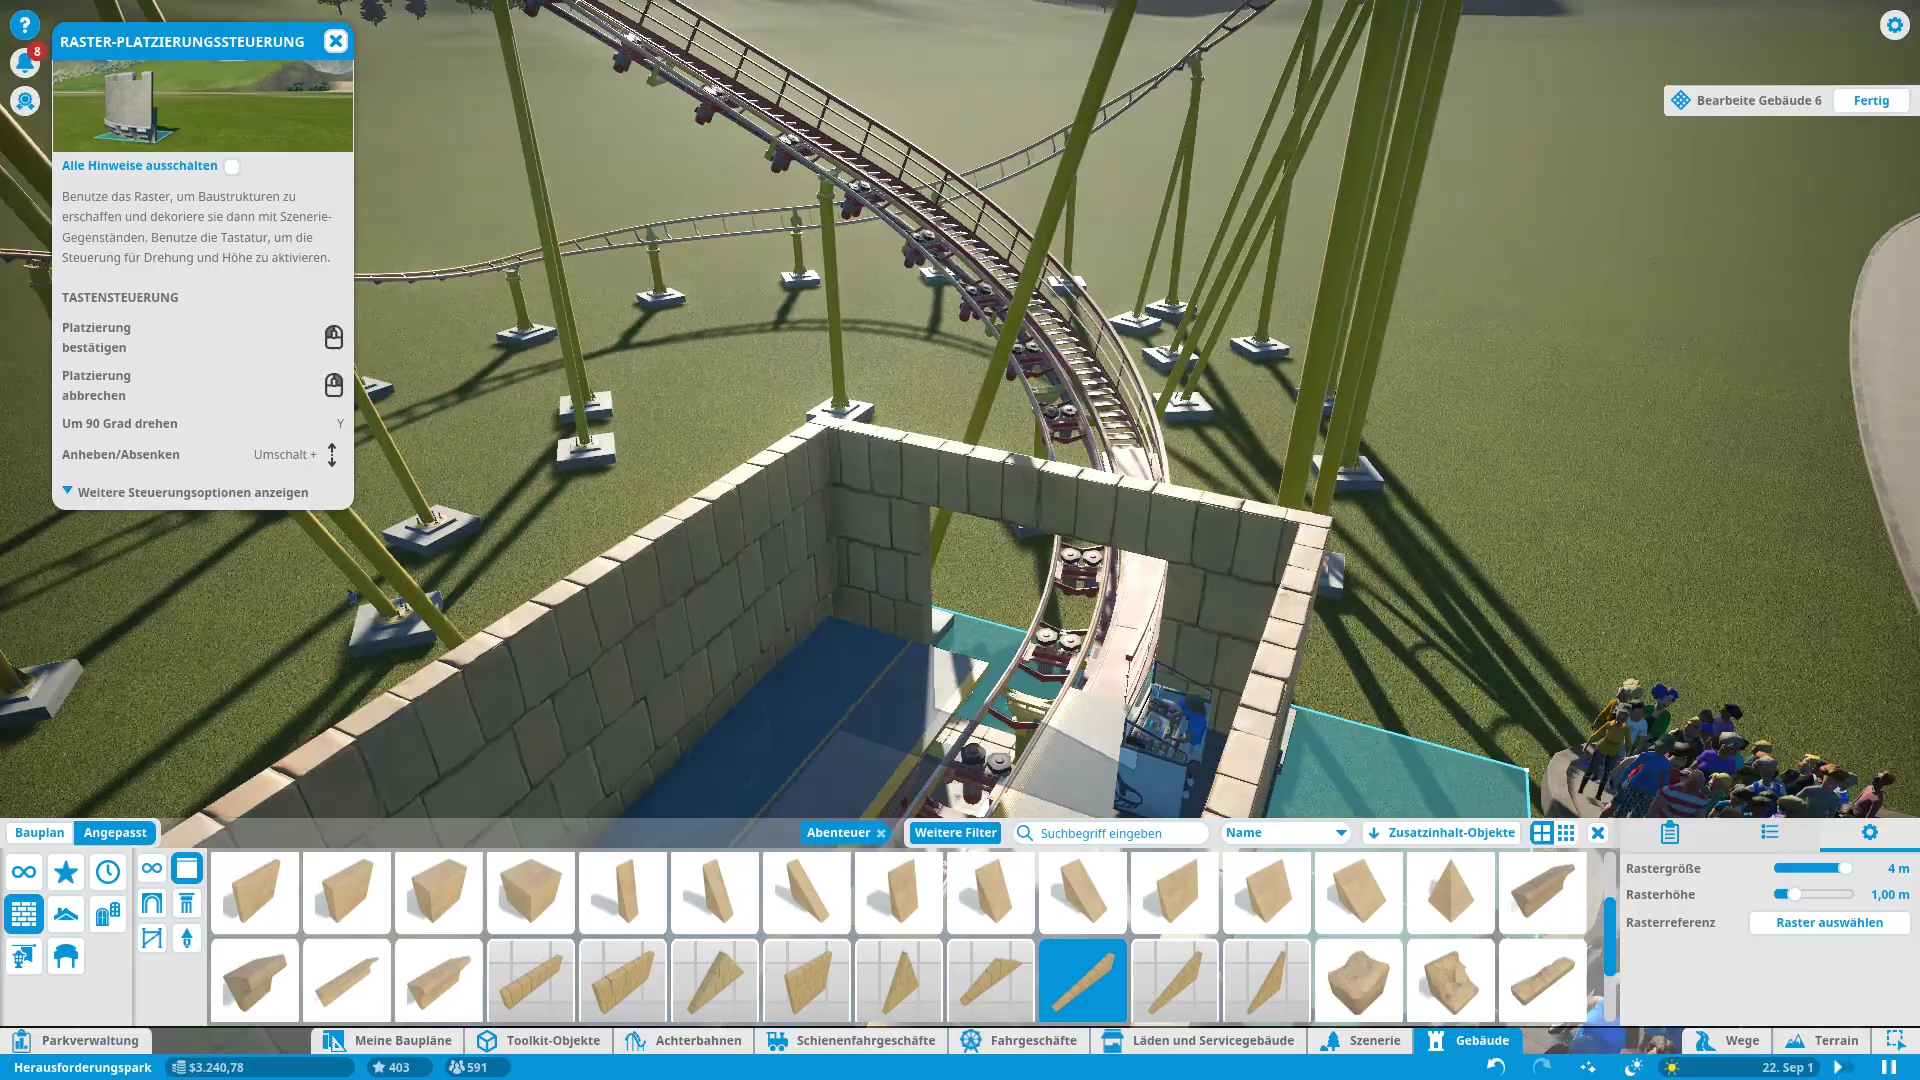 ?
8
RASTER-PLATZIERUNGSSTEUERUNG
Alle Hinweise ausschalten
Benutze das Raster, um Baustrukturen zu
erschaffen und dekoriere sie dann mit Szenerie-
Gegenständen. Benutze die Tastatur, um die
Steuerung für Drehung und Höhe zu aktivieren.
TASTENSTEUERUNG
Platzierung
bestätigen
Platzierung
abbrechen
Um 90 Grad drehen Y
Anheben/Absenken Umschalt +
Weitere Steuerungsoptionen anzeigen
Bearbeite Gebäude 6 Fertig
Bauplan Angepasst Abenteuer Weitere Filter Suchbegriff eingeben Name Zusatzinhalt-Objekte
Rastergröße 4 m
Rasterhöhe 1,00 m
Rasterreferenz Raster auswählen
Parkverwaltung Meine Baupläne Toolkit-Objekte Achterbahnen Schienenfahrgeschäfte Fahrgeschäfte Läden und Servicegebäude Szenerie Gebäude Wege Terrain
Herausforderungspark $3.240,78 403 591 22. Sep 1